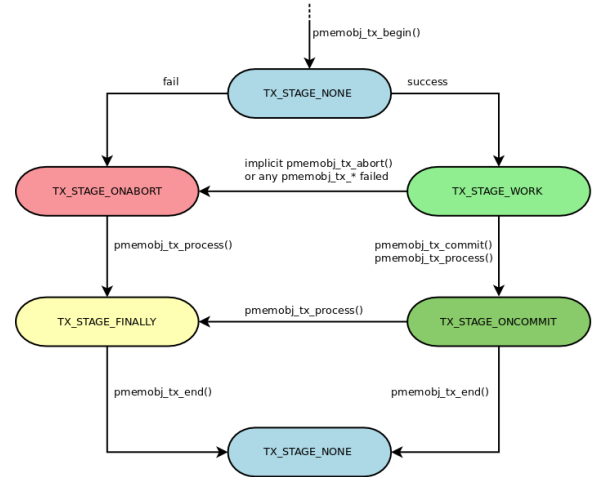 pmemobj_tx_begin()
fail
TX_STAGE_NONE
success
implicit pmemobj_tx_abort()
or any pmemobj_tx_* failed
TX_STAGE_ONABORT
TX_STAGE_WORK
pmemobj_tx_process()
pmemobj_tx_commit()
pmemobj_tx_process()
pmemobj_tx_process()
TX_STAGE_FINALLY
TX_STAGE_ONCOMMIT
pmemobj_tx_end()
pmemobj_tx_end()
TX_STAGE_NONE